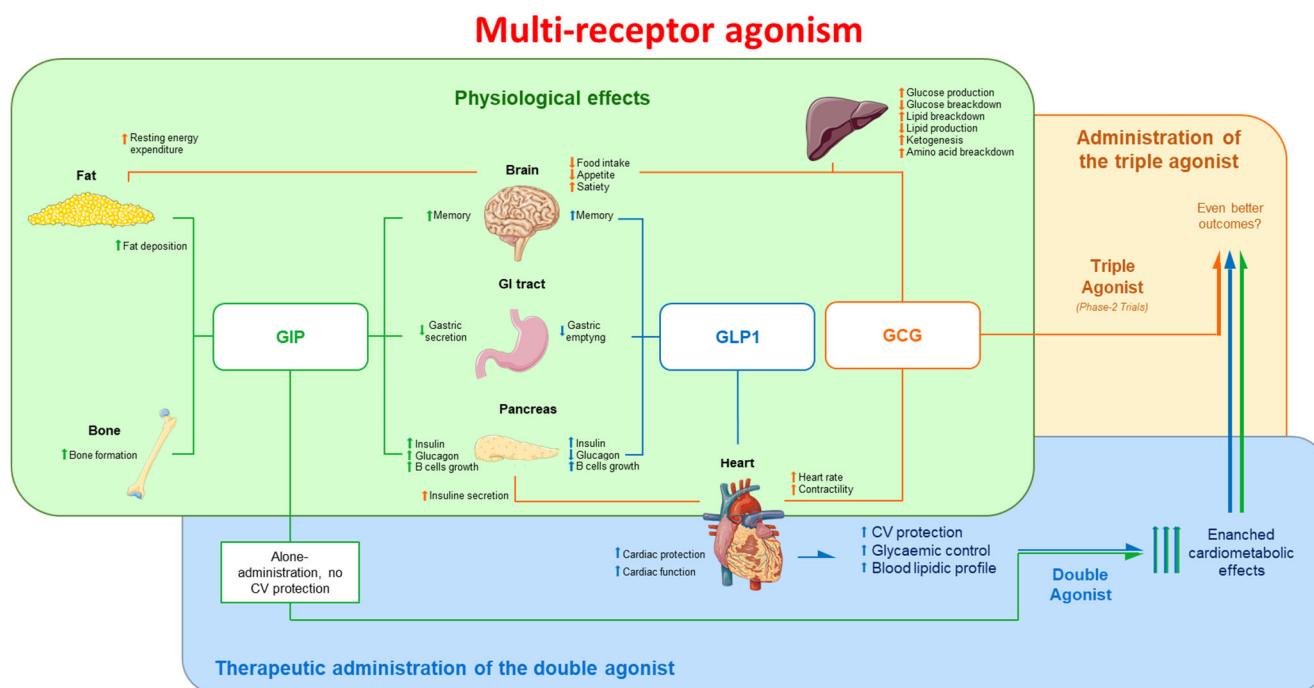 Multi-receptor agonism
Physiological effects
↑Resting energy
expenditure
Fat
↑Fat deposition
Brain
↓Food intake
↓Appetite
↑Satiety
↑Memory
↑Memory
↑Glucose production
↓Glucose breakdown
↑Lipid breakdown
↓Lipid production
↑Ketogenesis
↑Amino acid breakdown
Administration of
the triple agonist
Even better
outcomes?
Triple
Agonist
(Phase-2 Trials)
GI tract
↓Gastric
secretion
↓Gastric
emptyng
GIP
GLP1
GCG
Bone
↑Bone formation
Pancreas
↑Insulin
↑Glucagon
↑B cells growth
↑Insulin
↓Glucagon
↑B cells growth
↑Insuline secretion
Heart
↑Heart rate
↑Contractility
Alone-
administration, no
CV protection
↑Cardiac protection
↑Cardiac function
↑CV protection
↑Glycaemic control
↑Blood lipidic profile
Double
Agonist
Enanched
cardiometabolic
effects
Therapeutic administration of the double agonist